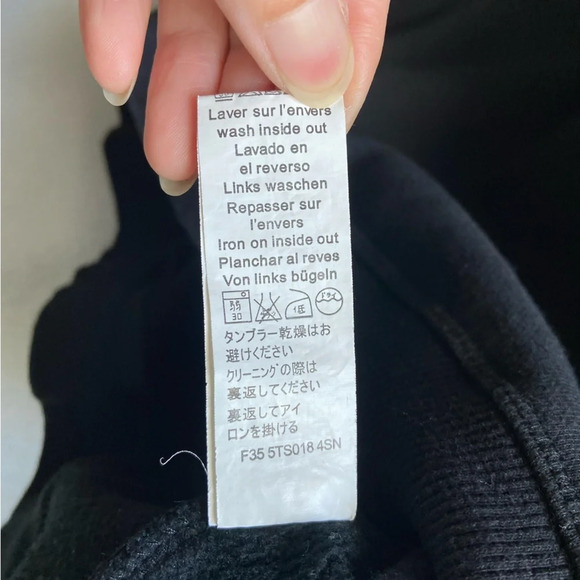 Laver sur l'envers
wash inside out
Lavado en
el reverso
Links waschen
Repasser sur
l'envers
Iron on inside out
Planchar al reves
Von links bügeln
30 低
タンブラー乾燥はお
避けください
クリーニングの際は
裏返してください
裏返してアイ
ロンを掛ける
F35 5TS018 4SN